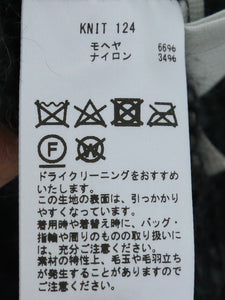 KNIT 124
モヘヤ 66%
ナイロン 34%
F
W
ドライクリーニングをおすすめ
いたします。
この生地の表面は、引っかかり
やすくなっています。
着用時や着替え時に、バッグ・
指輪や周りのものとの取り扱いには、
充分ご注意ください。
素材の特性上、毛玉や毛羽立ち
が発生することがありますので、
ご注意ください。